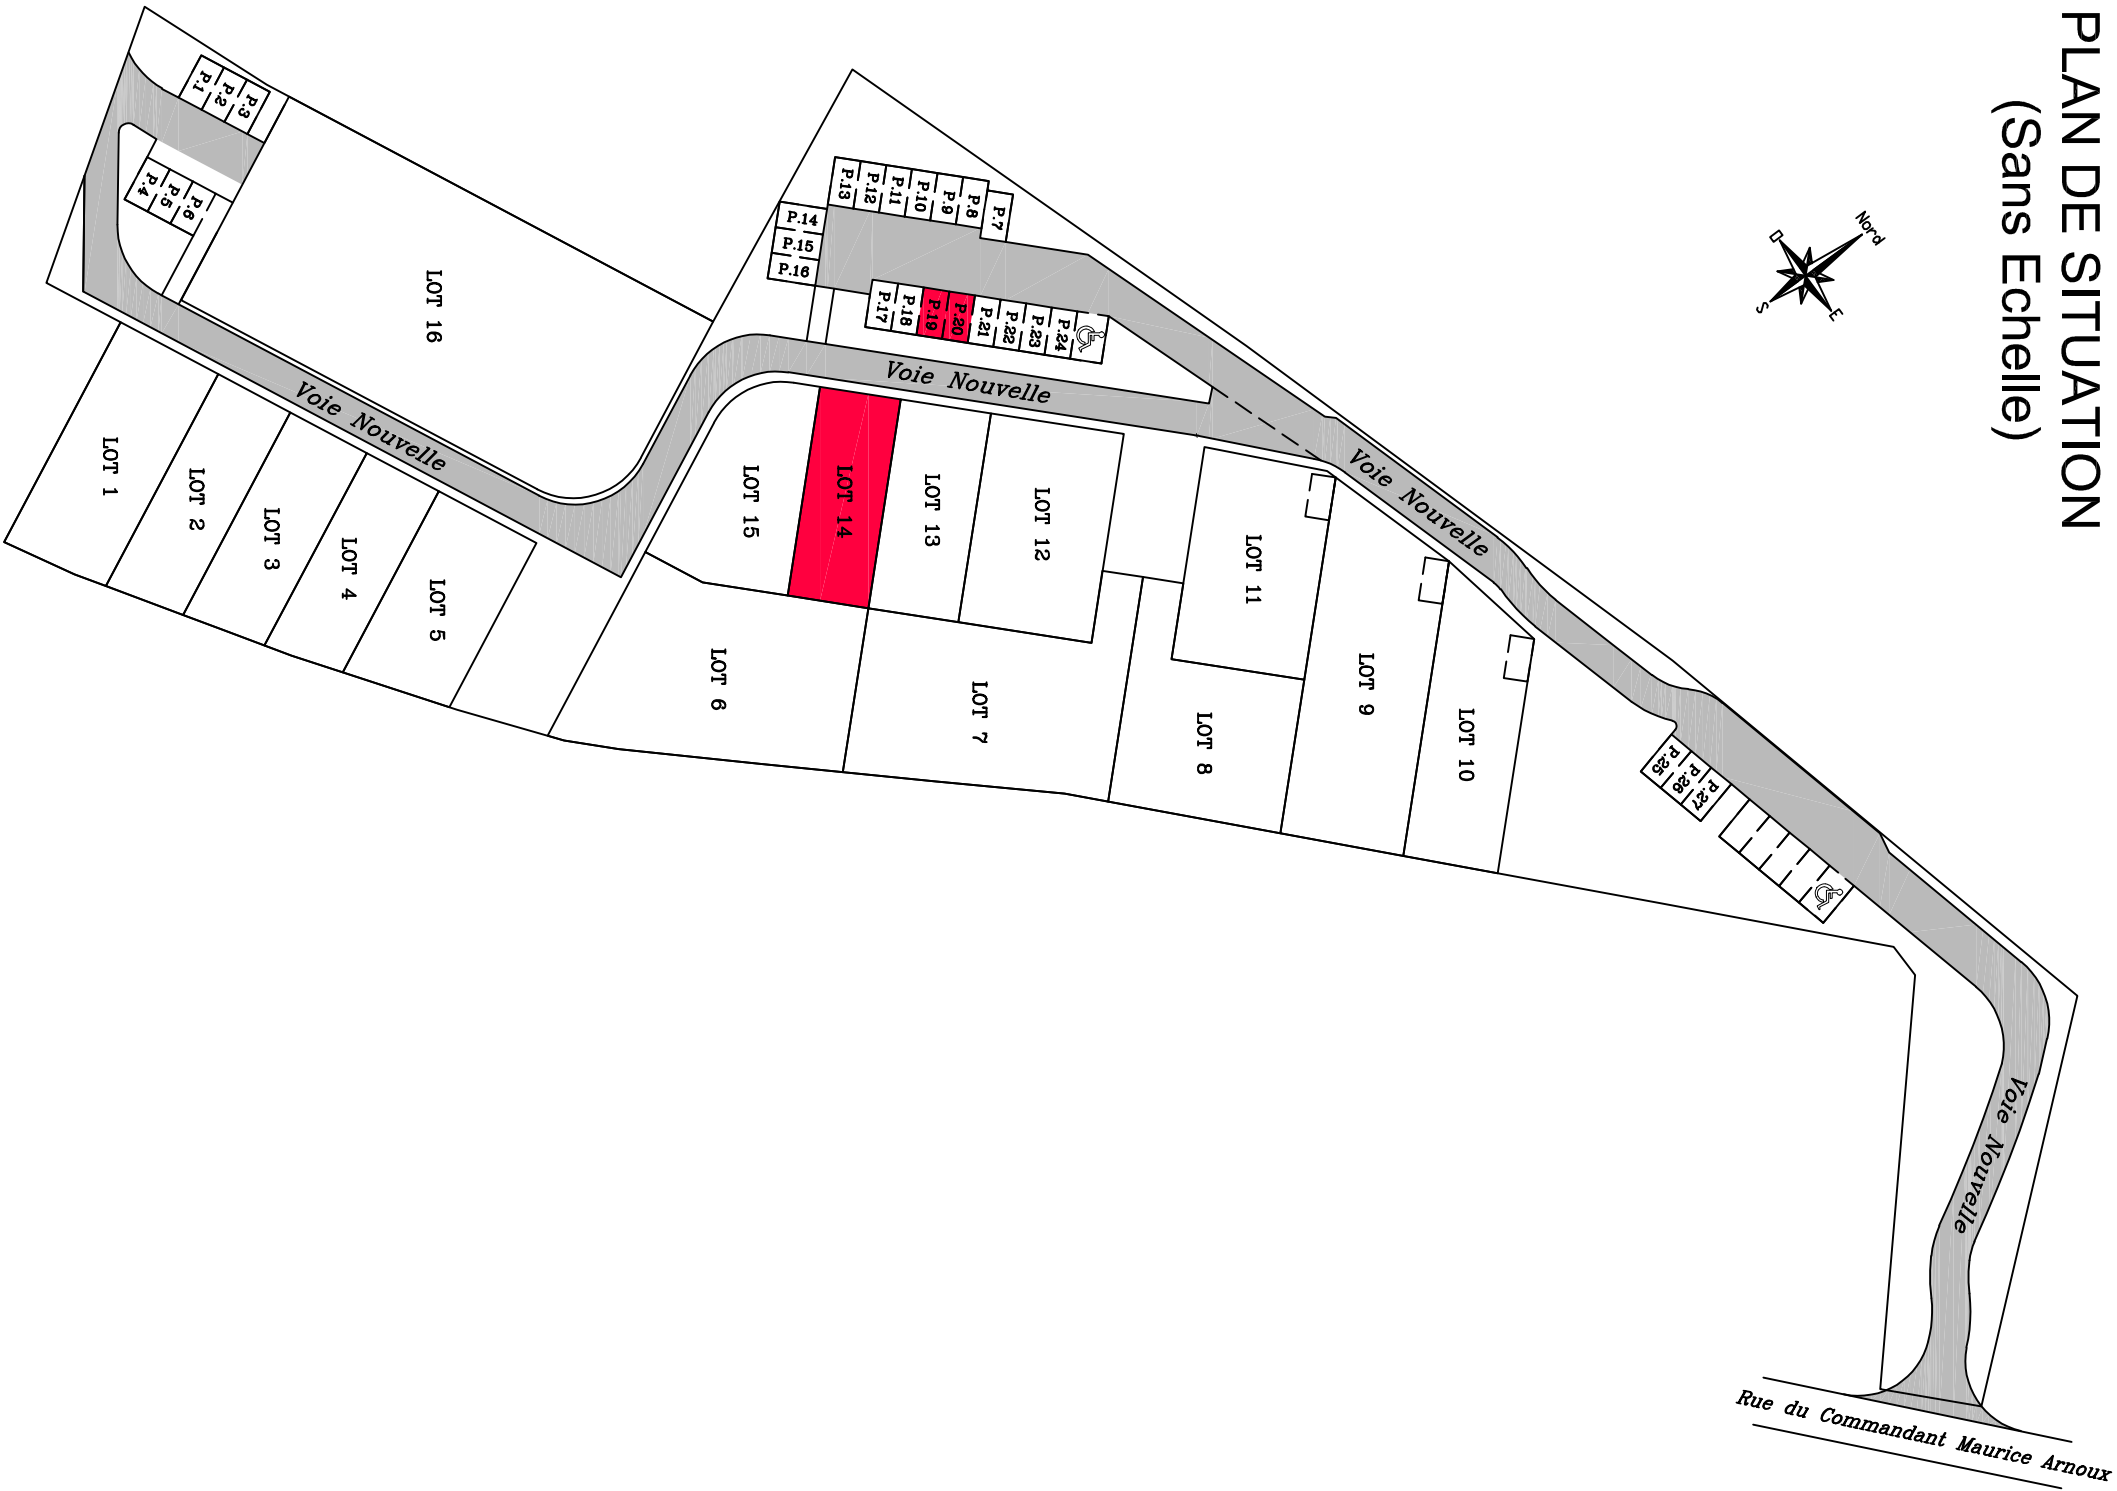 PLAN DE SITUATION
(Sans Echelle)
Nord
O
E
S
P.1
P.2
P.3
P.4
P.5
P.6
LOT 16
P.13
P.12
P.11
P.10
P.9
P.8
P.7
P.14
P.15
P.16
P.17
P.18
P.19
P.20
P.21
P.22
P.23
P.24
Voie Nouvelle
Voie Nouvelle
Voie Nouvelle
LOT 1
LOT 2
LOT 3
LOT 4
LOT 5
LOT 15
LOT 14
LOT 13
LOT 12
LOT 11
LOT 6
LOT 7
LOT 8
LOT 9
LOT 10
P.25
P.26
P.27
Voie Nouvelle
Rue du Commandant Maurice Arnoux